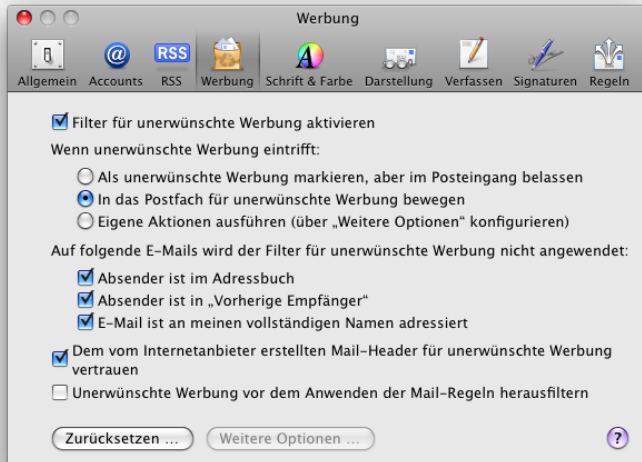 Werbung
Allgemein Accounts RSS Werbung Schrift & Farbe Darstellung Verfassen Signaturen Regeln
RSS
Filter für unerwünschte Werbung aktivieren
Wenn unerwünschte Werbung eintrifft:
Als unerwünschte Werbung markieren, aber im Posteingang belassen
In das Postfach für unerwünschte Werbung bewegen
Eigene Aktionen ausführen (über „Weitere Optionen“ konfigurieren)
Auf folgende E-Mails wird der Filter für unerwünschte Werbung nicht angewendet:
Absender ist im Adressbuch
Absender ist in „Vorherige Empfänger“
E-Mail ist an meinen vollständigen Namen adressiert
Dem vom Internetanbieter erstellten Mail-Header für unerwünschte Werbung
vertrauen
Unerwünschte Werbung vor dem Anwenden der Mail-Regeln herausfiltern
Zurücksetzen ... Weitere Optionen ... ?